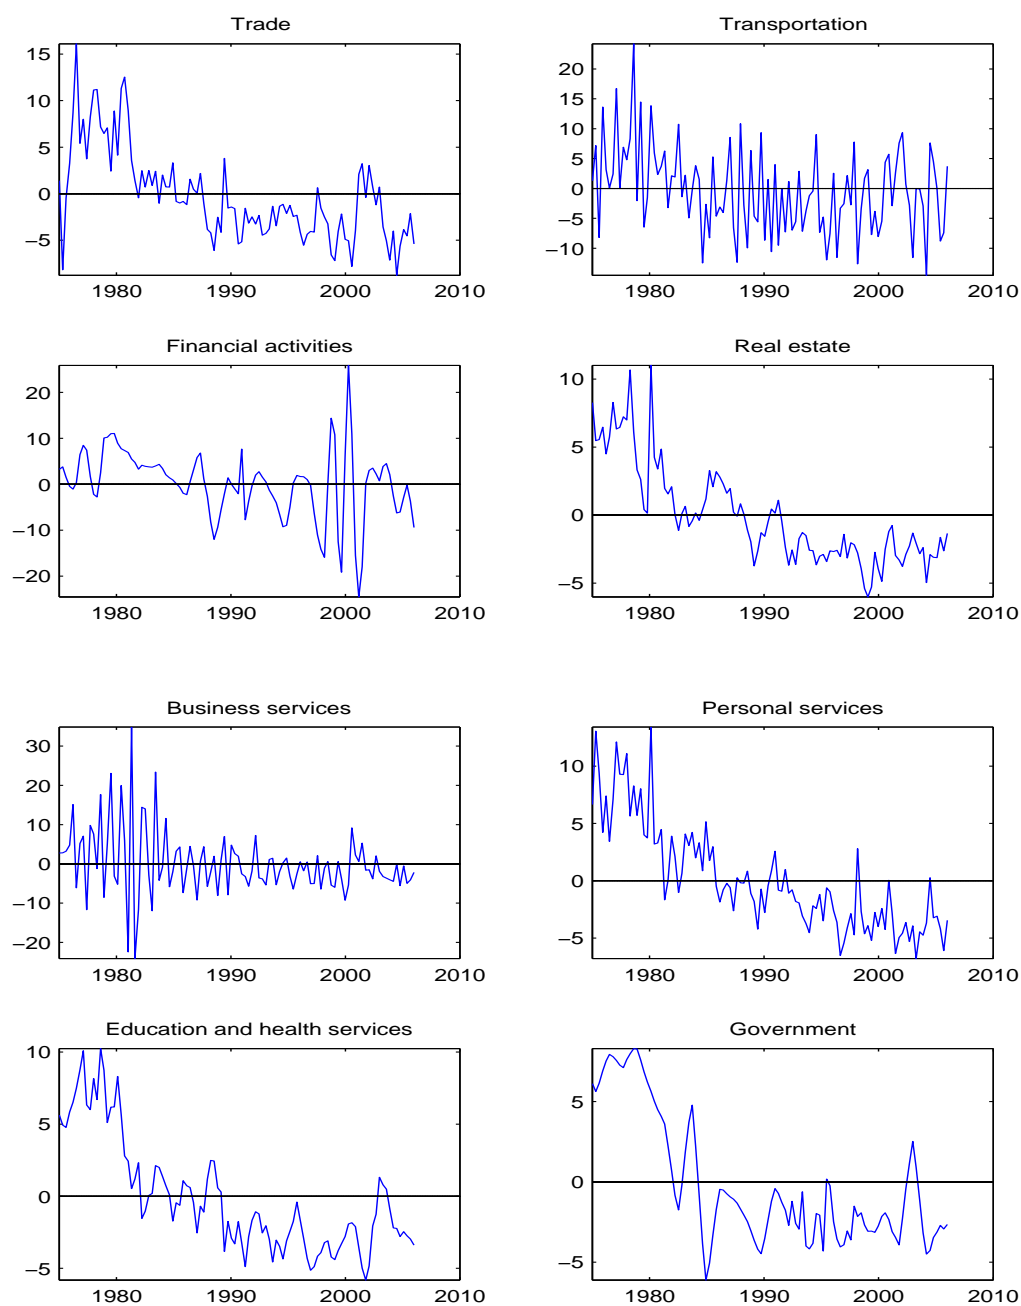 Trade
15
10
5
0
−5
1980 1990 2000 2010
Transportation
20
15
10
5
0
−5
−10
1980 1990 2000 2010
Financial activities
20
10
0
−10
−20
1980 1990 2000 2010
Real estate
10
5
0
−5
1980 1990 2000 2010
Business services
30
20
10
0
−10
−20
1980 1990 2000 2010
Personal services
10
5
0
−5
1980 1990 2000 2010
Education and health services
10
5
0
−5
1980 1990 2000 2010
Government
5
0
−5
1980 1990 2000 2010